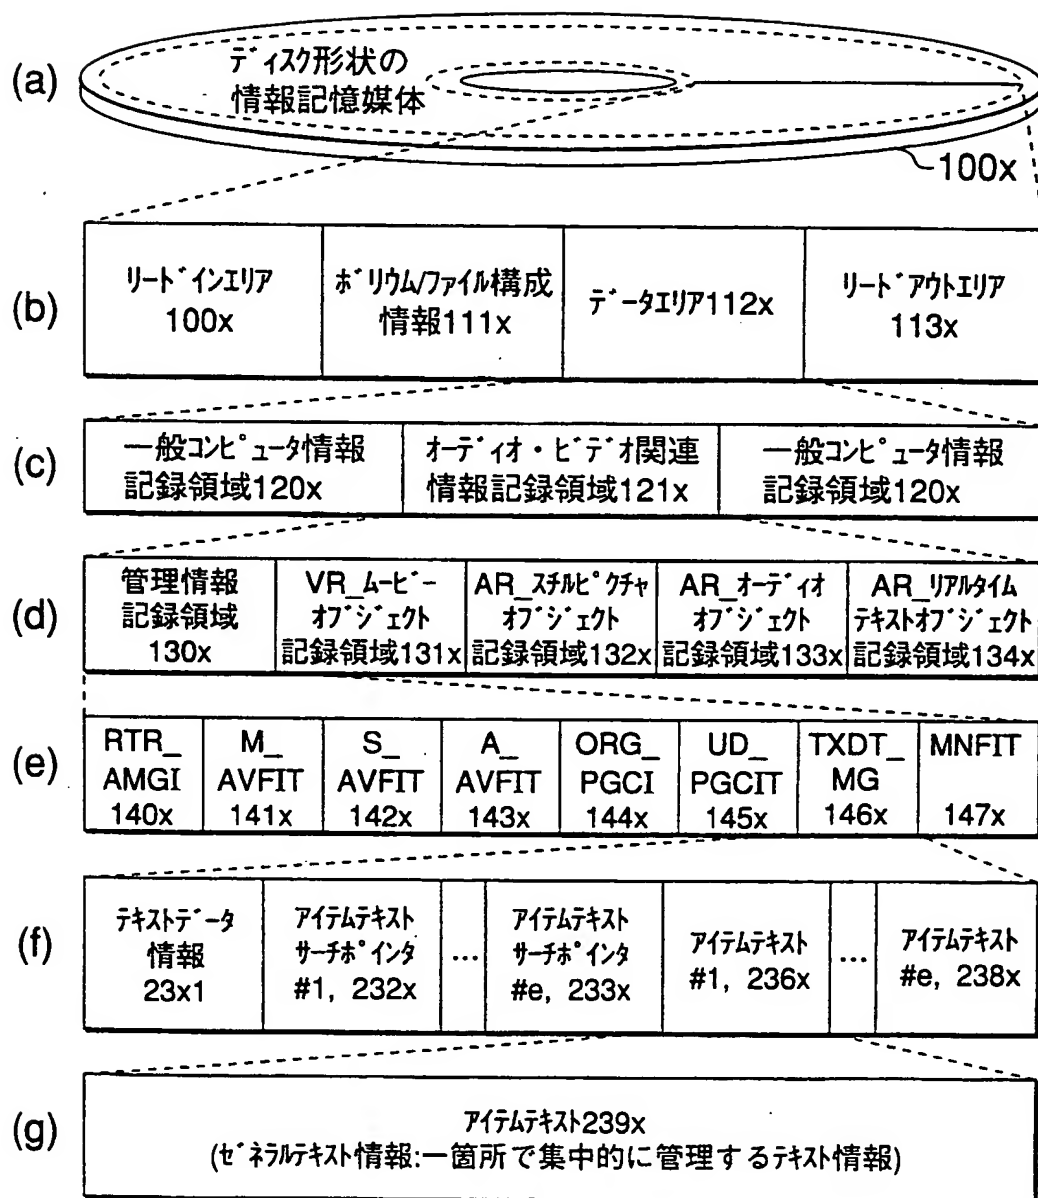 (a)
ディスク形状の
情報記憶媒体
100x
(b)
リードインエリア
100x
ボリウム/ファイル構成
情報111x
データエリア112x
リードアウトエリア
113x
(c)
一般コンピュータ情報
記録領域120x
オーディオ・ビデオ関連
情報記録領域121x
一般コンピュータ情報
記録領域120x
(d)
管理情報
記録領域
130x
VR_ムービー
オブジェクト
記録領域131x
AR_スチルピクチャ
オブジェクト
記録領域132x
AR_オーディオ
オブジェクト
記録領域133x
AR_リアルタイム
テキストオブジェクト
記録領域134x
(e)
RTR_
AMGI
140x
M_
AVFIT
141x
S_
AVFIT
142x
A_
AVFIT
143x
ORG_
PGCI
144x
UD_
PGCIT
145x
TXDT_
MG
146x
MNFIT
147x
(f)
テキストデータ
情報
23x1
アイテムテキスト
サーチポインタ
#1, 232x
...
アイテムテキスト
サーチポインタ
#e, 233x
アイテムテキスト
#1, 236x
...
アイテムテキスト
#e, 238x
(g)
アイテムテキスト239x
(ゼネラルテキスト情報:一箇所で集中的に管理するテキスト情報)